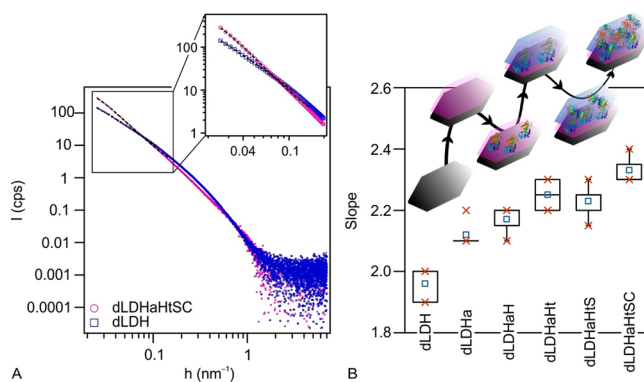 100
10
1
0.04
0.1
100
10
1
0.1
0.01
0.001
0.0001
I (cps)
dLDHaHtSC
dLDH
0.1
1
h (nm⁻¹)
A
2.6
2.4
2.2
2.0
1.8
Slope
dLDH
dLDHa
dLDHaH
dLDHaHt
dLDHaHtS
dLDHaHtSC
B